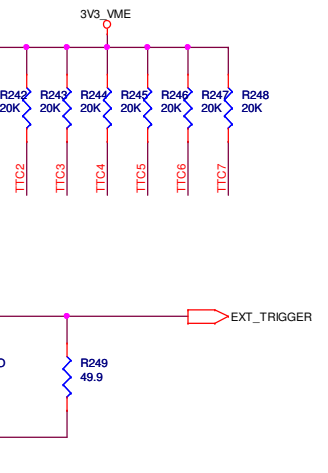 3V3_VME
R242 R243 R244 R245 R246 R247 R248
20K 20K 20K 20K 20K 20K 20K
TTC2 TTC3 TTC4 TTC5 TTC6 TTC7
EXT_TRIGGER
R249
49.9